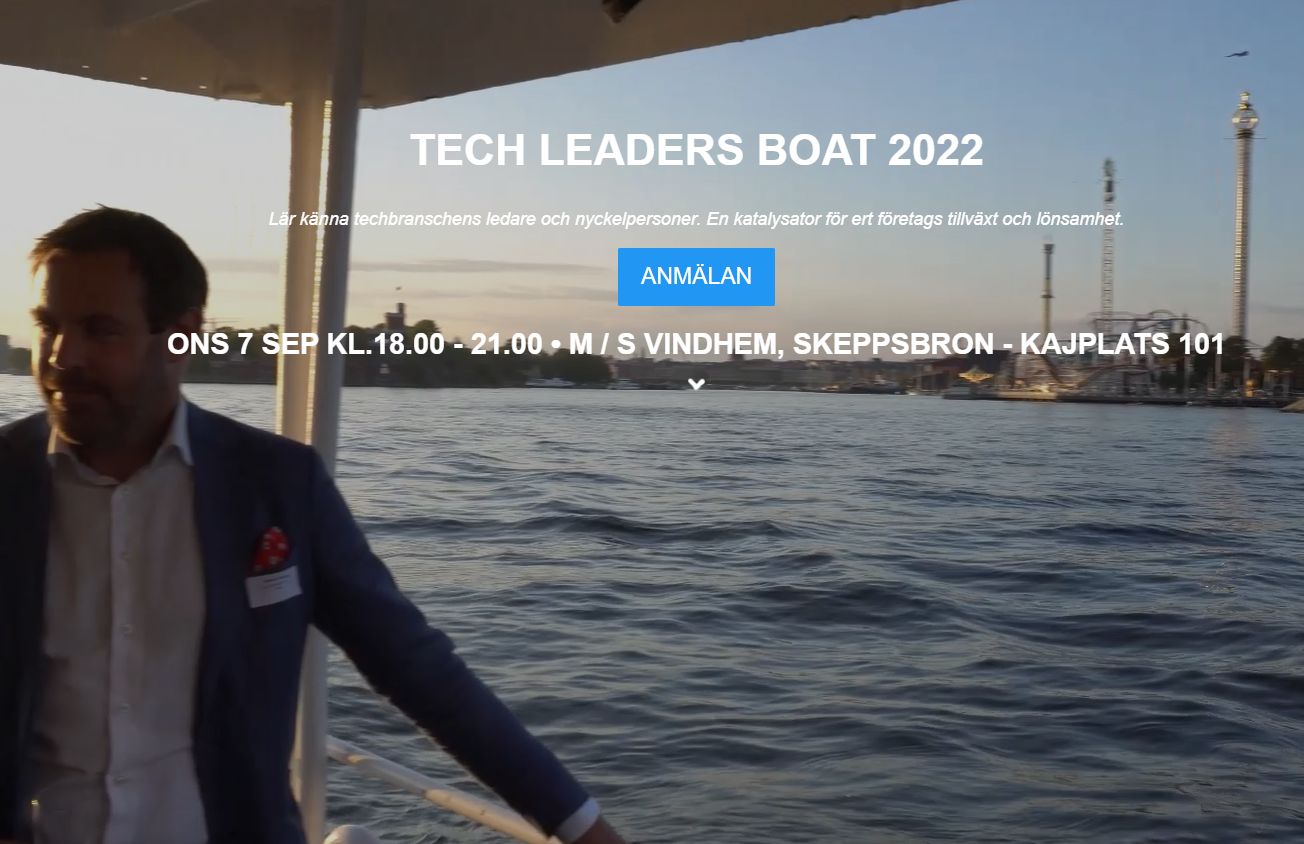 TECH LEADERS BOAT 2022
Lär känna techbranschens ledare och nyckelpersoner. En katalysator för ert företags tillväxt och lönsamhet.
ANMÄLAN
ONS 7 SEP KL.18.00 - 21.00 • M / S VINDHEM, SKEPPSBRON - KAJPLATS 101